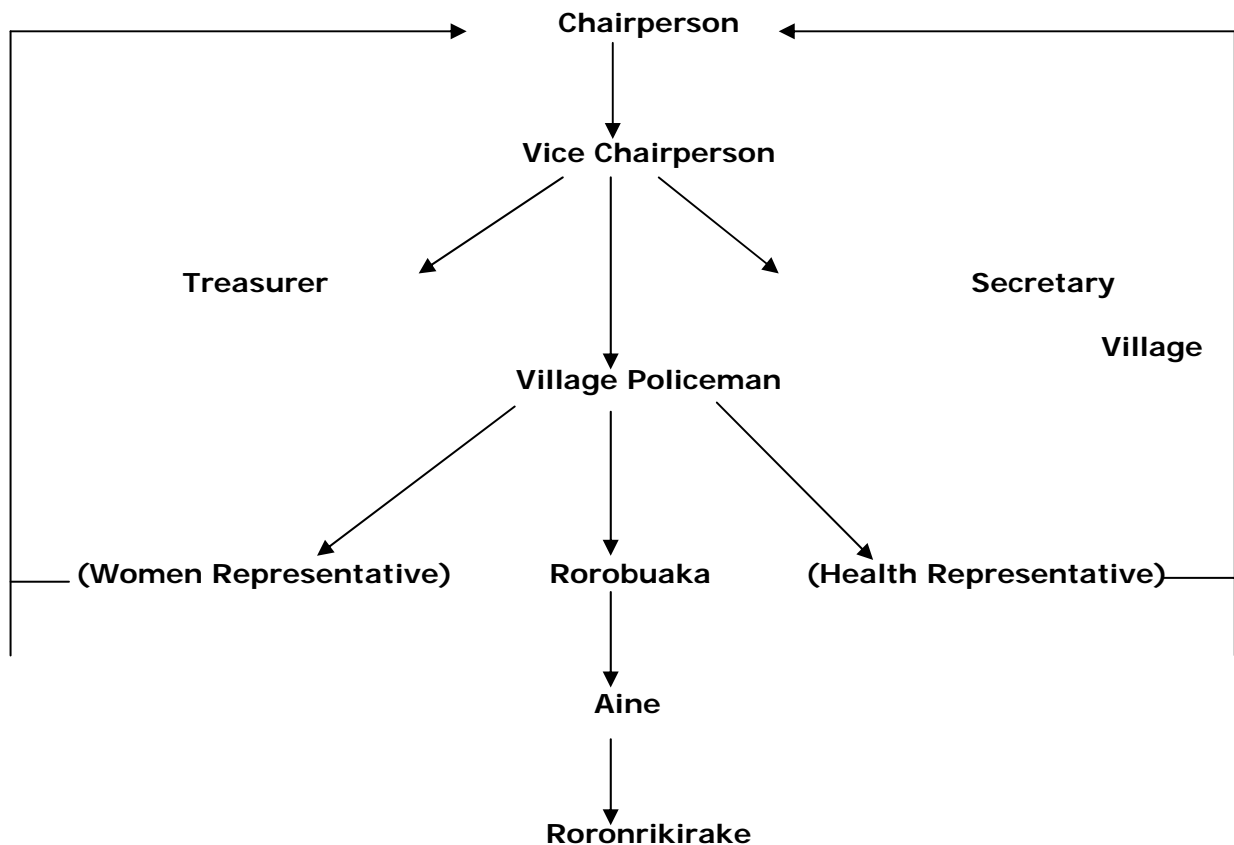 Chairperson
Vice Chairperson
Treasurer
Secretary
Village
Village Policeman
(Women Representative)
Rorobuaka
(Health Representative)
Aine
Roronrikirake